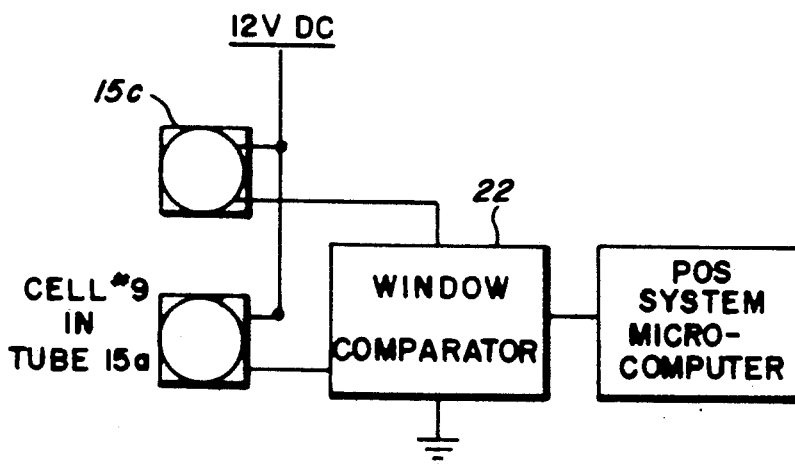 12V DC
15c
22
CELL #9
IN
TUBE 15a
WINDOW
COMPARATOR
POS
SYSTEM
MICRO-
COMPUTER